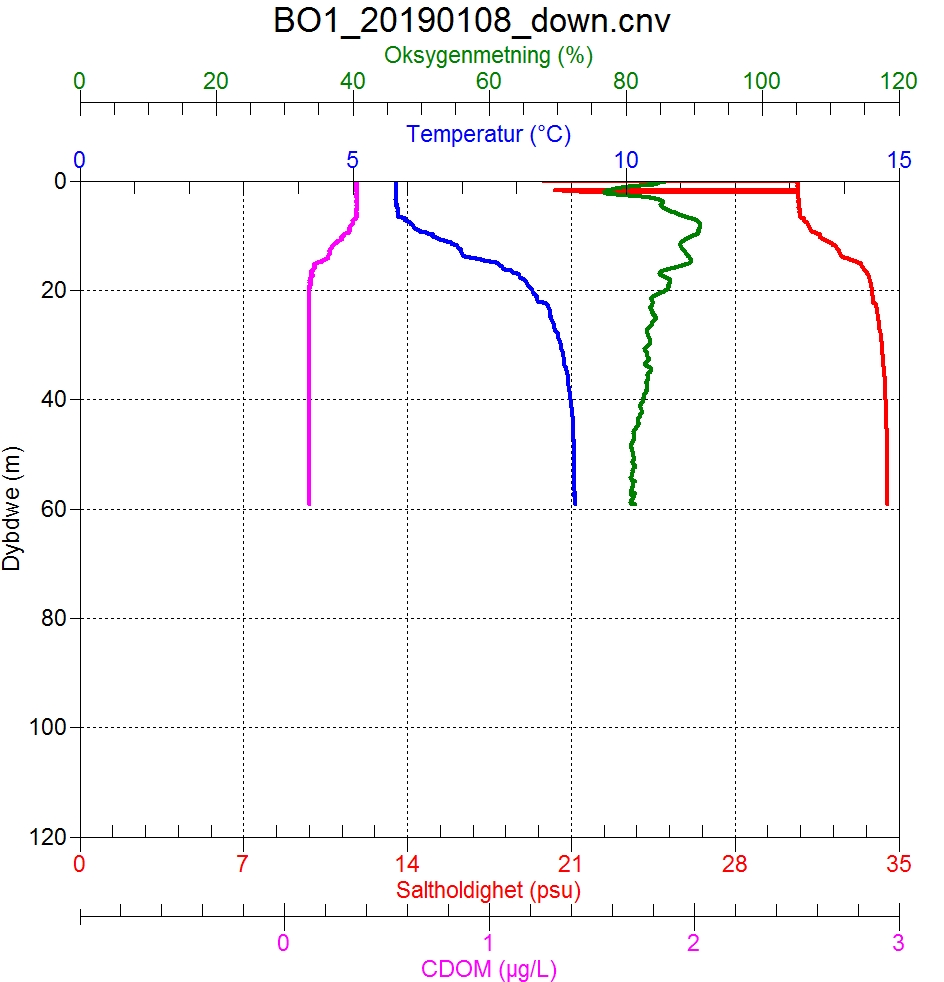 BO1_20190108_down.cnv
Oksygenmetning (%)
0 20 40 60 80 100 120
Temperatur (°C)
0 5 10 15
0
20
40
60
80
100
120
Dybdwe (m)
0 7 14 21 28 35
Saltholdighet (psu)
0 1 2 3
CDOM (µg/L)